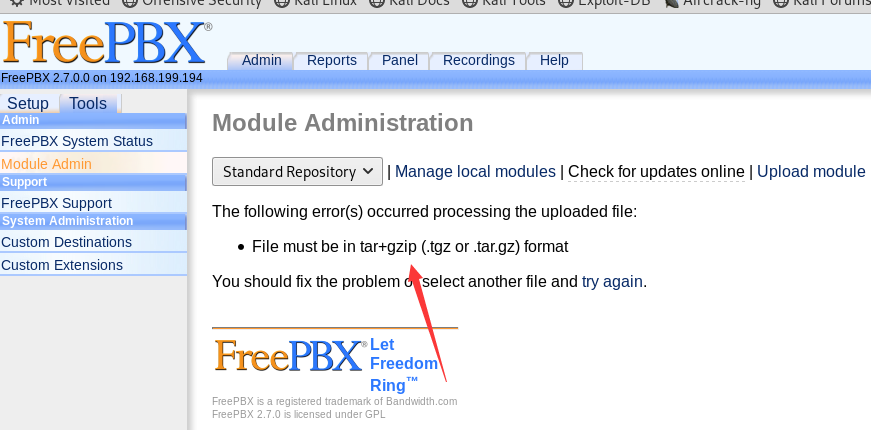 Most Visited Offensive Security Kali Linux Kali Docs Kali Tools Exploit-DB Aircrack-ng Kali Forums
FreePBX®
Admin Reports Panel Recordings Help
FreePBX 2.7.0.0 on 192.168.199.194
Setup Tools
Admin
FreePBX System Status
Module Admin
Support
FreePBX Support
System Administration
Custom Destinations
Custom Extensions
Module Administration
Standard Repository | Manage local modules | Check for updates online | Upload module
The following error(s) occurred processing the uploaded file:
• File must be in tar+gzip (.tgz or .tar.gz) format
You should fix the problem or select another file and try again.
FreePBX® Let
Freedom
Ring™
FreePBX is a registered trademark of Bandwidth.com
FreePBX 2.7.0 is licensed under GPL